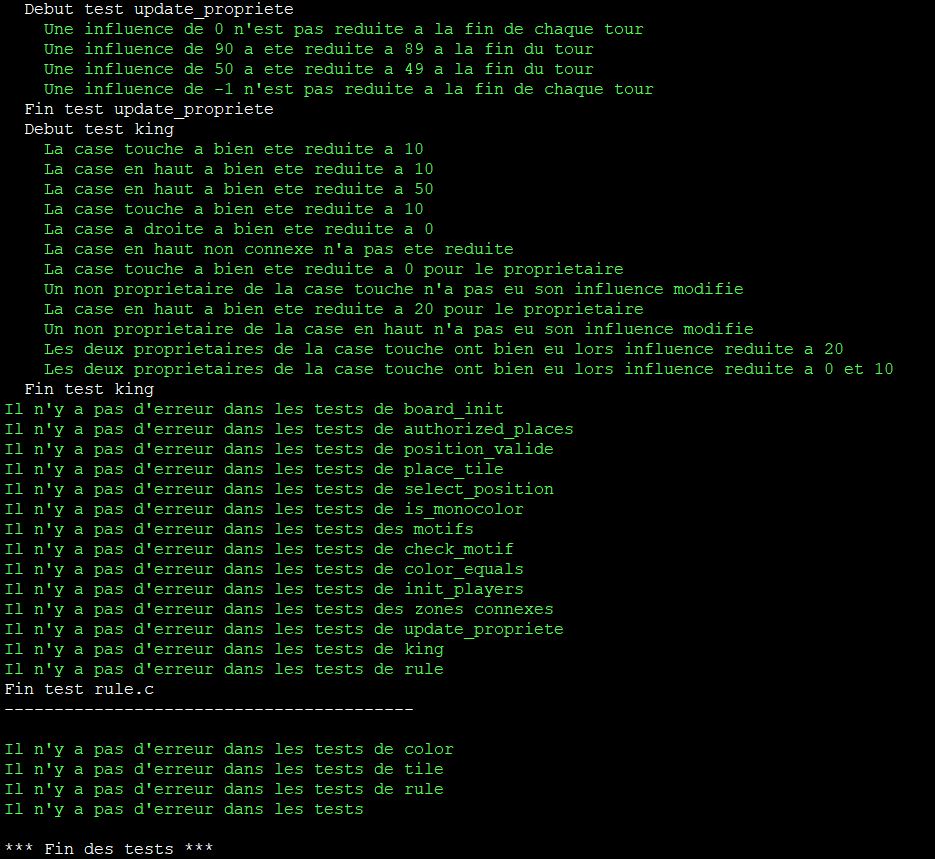 Debut test update_propriete
Une influence de 0 n'est pas reduite a la fin de chaque tour
Une influence de 90 a ete reduite a 89 a la fin du tour
Une influence de 50 a ete reduite a 49 a la fin du tour
Une influence de -1 n'est pas reduite a la fin de chaque tour
Fin test update_propriete
Debut test king
La case touche a bien ete reduite a 10
La case en haut a bien ete reduite a 10
La case en haut a bien ete reduite a 50
La case touche a bien ete reduite a 10
La case a droite a bien ete reduite a 0
La case en haut non connexe n'a pas ete reduite
La case touche a bien ete reduite a 0 pour le proprietaire
Un non proprietaire de la case touche n'a pas eu son influence modifie
La case en haut a bien ete reduite a 20 pour le proprietaire
Un non proprietaire de la case en haut n'a pas eu son influence modifie
Les deux proprietaires de la case touche ont bien eu lors influence reduite a 20
Les deux proprietaires de la case touche ont bien eu lors influence reduite a 0 et 10
Fin test king
Il n'y a pas d'erreur dans les tests de board_init
Il n'y a pas d'erreur dans les tests de authorized_places
Il n'y a pas d'erreur dans les tests de position_valide
Il n'y a pas d'erreur dans les tests de place_tile
Il n'y a pas d'erreur dans les tests de select_position
Il n'y a pas d'erreur dans les tests de is_monocolor
Il n'y a pas d'erreur dans les tests des motifs
Il n'y a pas d'erreur dans les tests de check_motif
Il n'y a pas d'erreur dans les tests de color_equals
Il n'y a pas d'erreur dans les tests de init_players
Il n'y a pas d'erreur dans les tests des zones connexes
Il n'y a pas d'erreur dans les tests de update_propriete
Il n'y a pas d'erreur dans les tests de king
Il n'y a pas d'erreur dans les tests de rule
Fin test rule.c
-----------------------------------------
Il n'y a pas d'erreur dans les tests de color
Il n'y a pas d'erreur dans les tests de tile
Il n'y a pas d'erreur dans les tests de rule
Il n'y a pas d'erreur dans les tests
*** Fin des tests ***